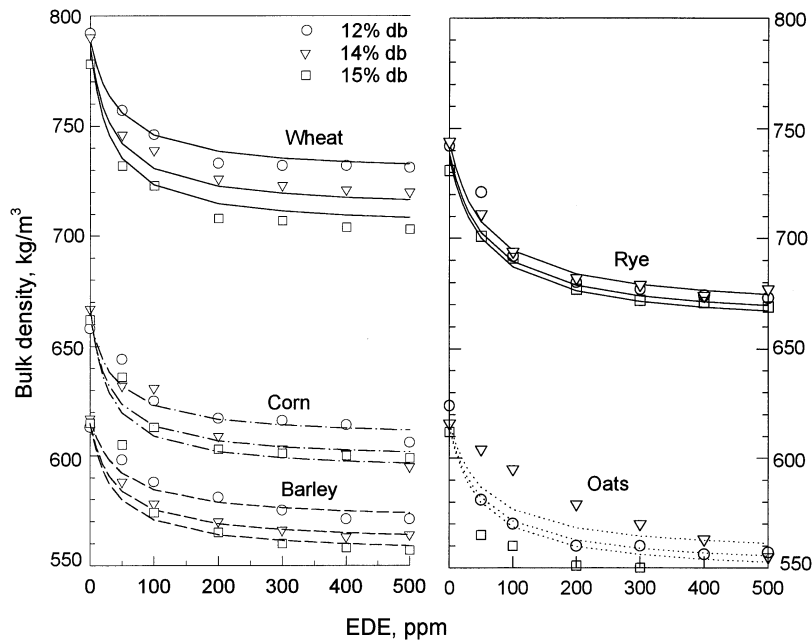 800
750
700
650
600
550
Bulk density, kg/m³
12% db
14% db
15% db
Wheat
Corn
Barley
0 100 200 300 400 500
800
750
700
650
600
550
Rye
Oats
0 100 200 300 400 500
EDE, ppm